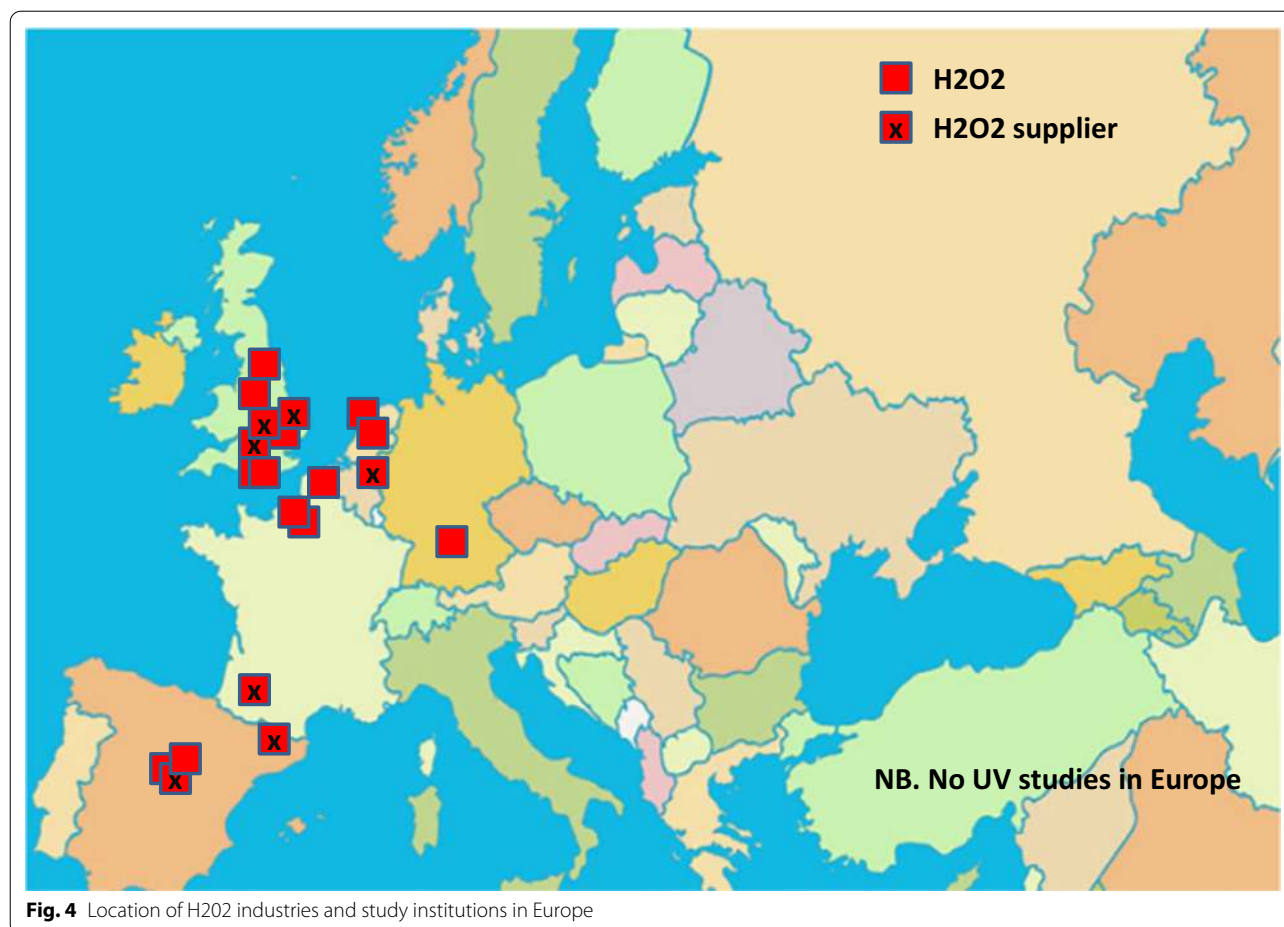 H2O2
x H2O2 supplier
x
x
x
x
x
x
x
NB. No UV studies in Europe
Fig. 4 Location of H202 industries and study institutions in Europe